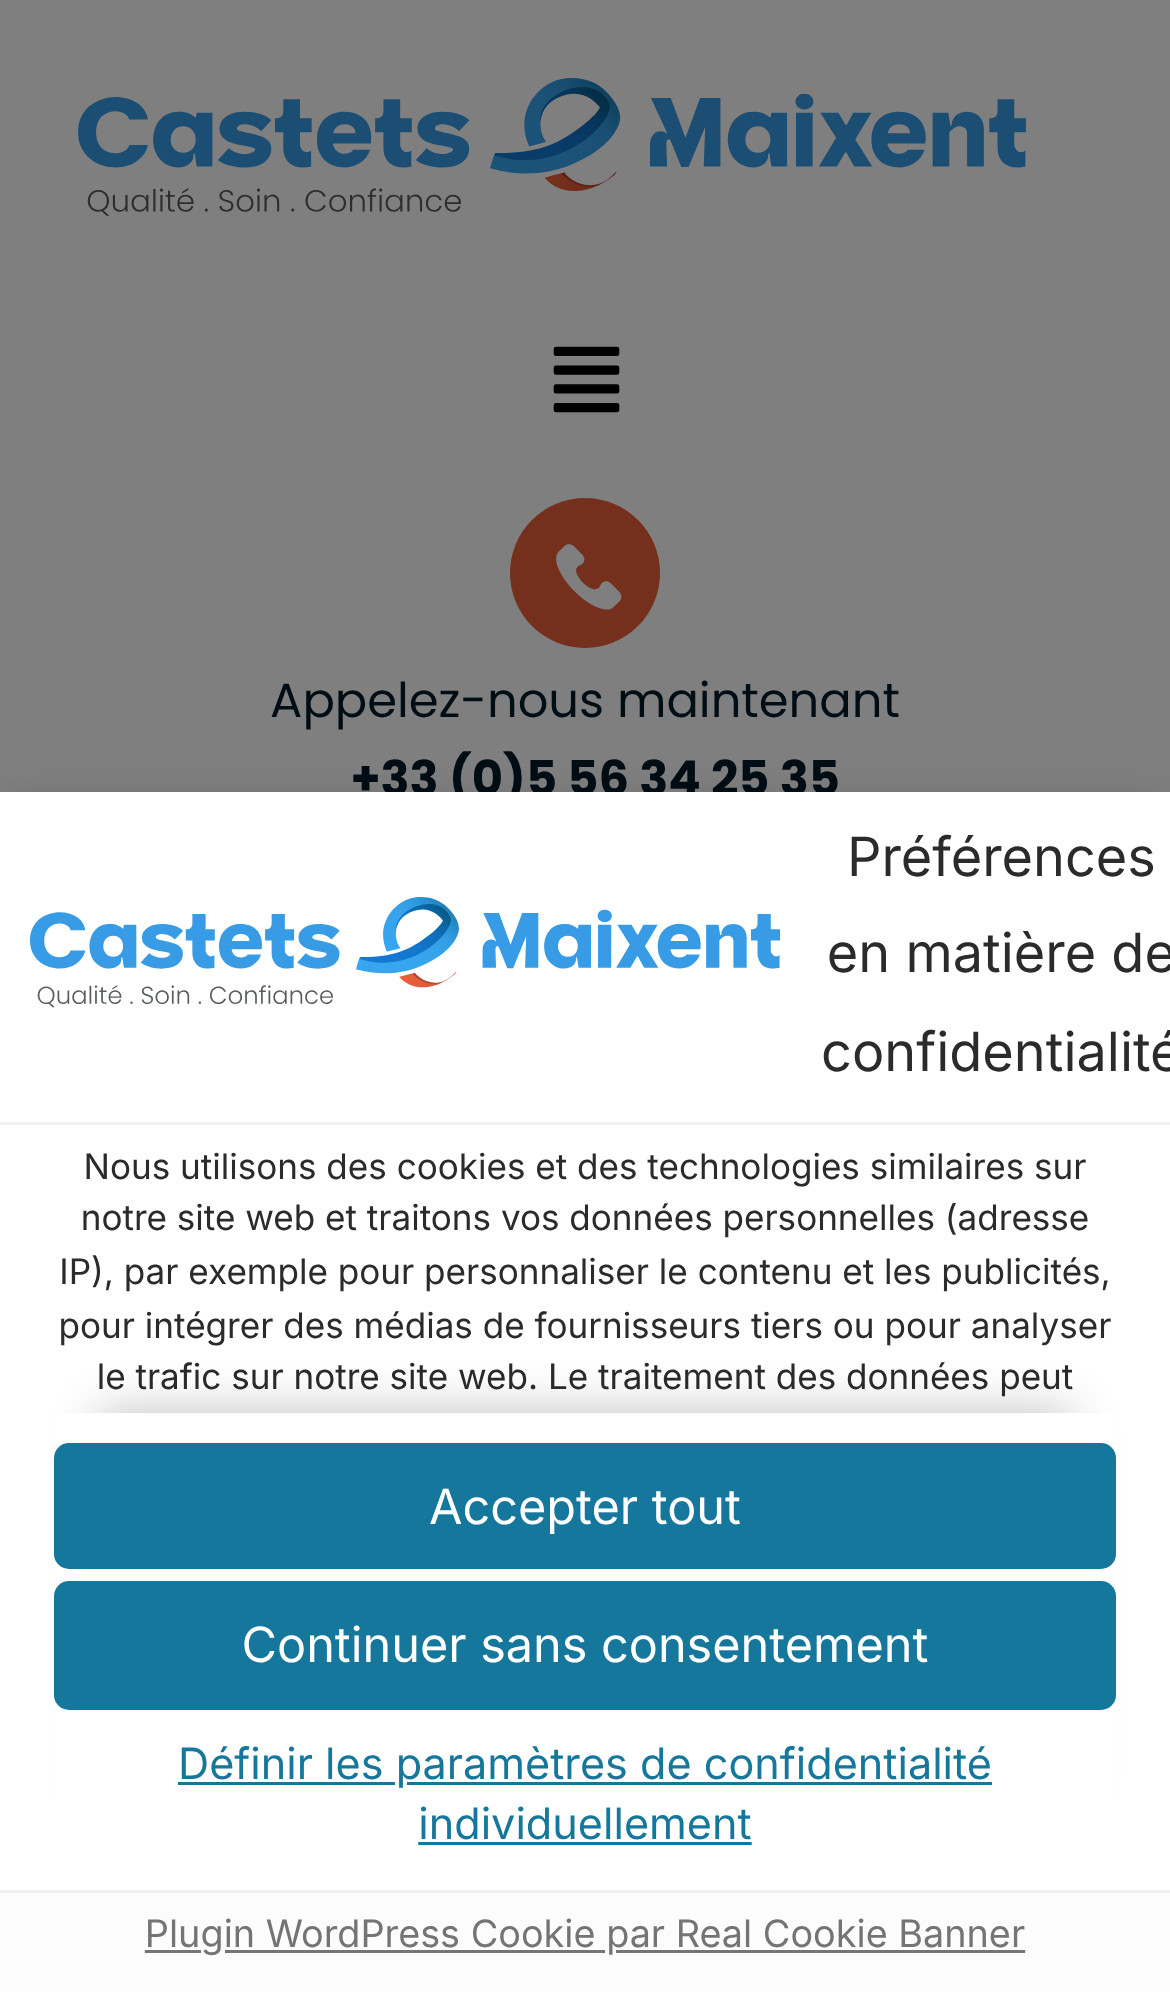 Castets Maixent
Qualité . Soin . Confiance
Appelez-nous maintenant
+33 (0)5 56 34 25 35
Castets Maixent
Qualité . Soin . Confiance
Préférences
en matière de
confidentialité
Nous utilisons des cookies et des technologies similaires sur
notre site web et traitons vos données personnelles (adresse
IP), par exemple pour personnaliser le contenu et les publicités,
pour intégrer des médias de fournisseurs tiers ou pour analyser
le trafic sur notre site web. Le traitement des données peut
Accepter tout
Continuer sans consentement
Définir les paramètres de confidentialité
individuellement
Plugin WordPress Cookie par Real Cookie Banner